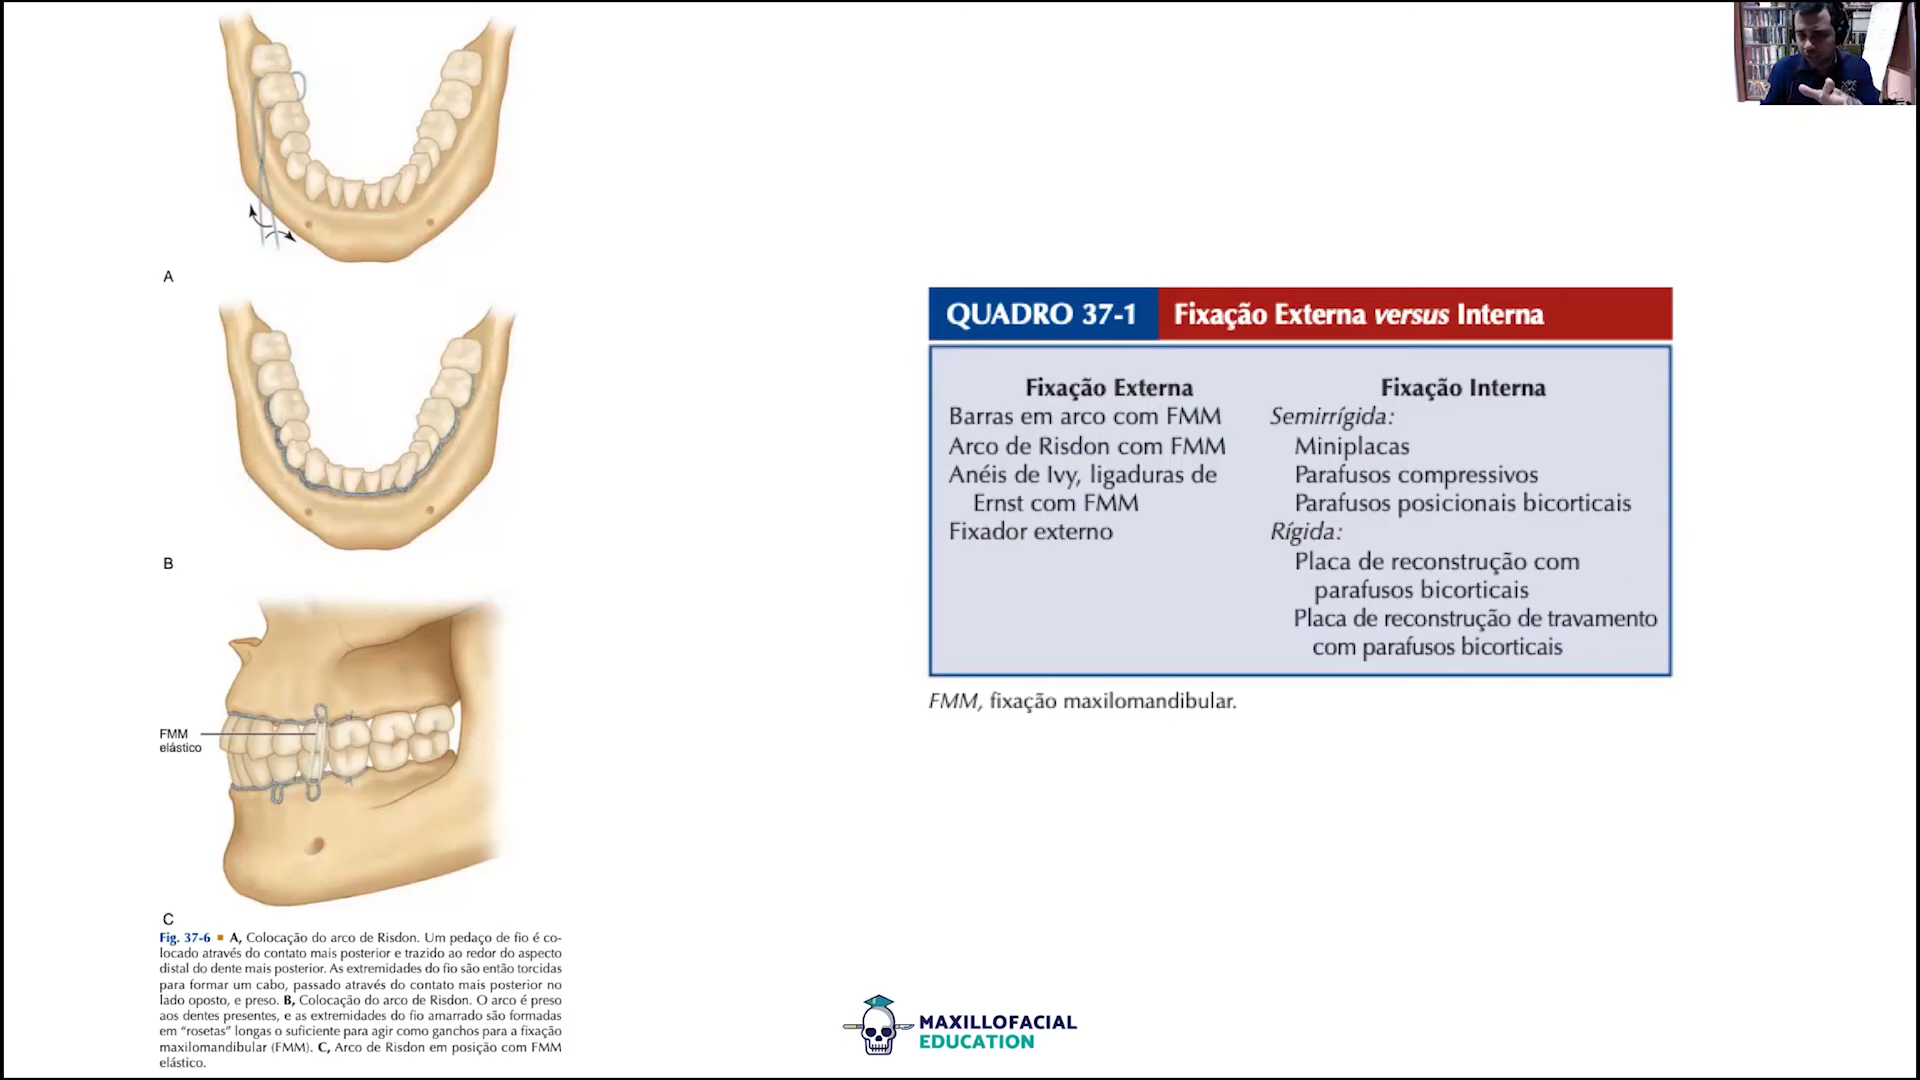 A
B
FMM
elástico
C
Fig. 37-6 ▪ A, Colocação do arco de Risdon. Um pedaço de fio é co-
locado através do contato mais posterior e trazido ao redor do aspecto
distal do dente mais posterior. As extremidades do fio são então torcidas
para formar um cabo, passado através do contato mais posterior no
lado oposto, e preso. B, Colocação do arco de Risdon. O arco é preso
aos dentes presentes, e as extremidades do fio amarrado são formadas
em “rosetas” longas o suficiente para agir como ganchos para a fixação
maxilomandibular (FMM). C, Arco de Risdon em posição com FMM
elástico.
QUADRO 37-1 Fixação Externa versus Interna
Fixação Externa
Barras em arco com FMM
Arco de Risdon com FMM
Anéis de Ivy, ligaduras de
Ernst com FMM
Fixador externo
Fixação Interna
Semirrígida:
Miniplacas
Parafusos compressivos
Parafusos posicionais bicorticais
Rígida:
Placa de reconstrução com
parafusos bicorticais
Placa de reconstrução de travamento
com parafusos bicorticais
FMM, fixação maxilomandibular.
MAXILLOFACIAL
EDUCATION